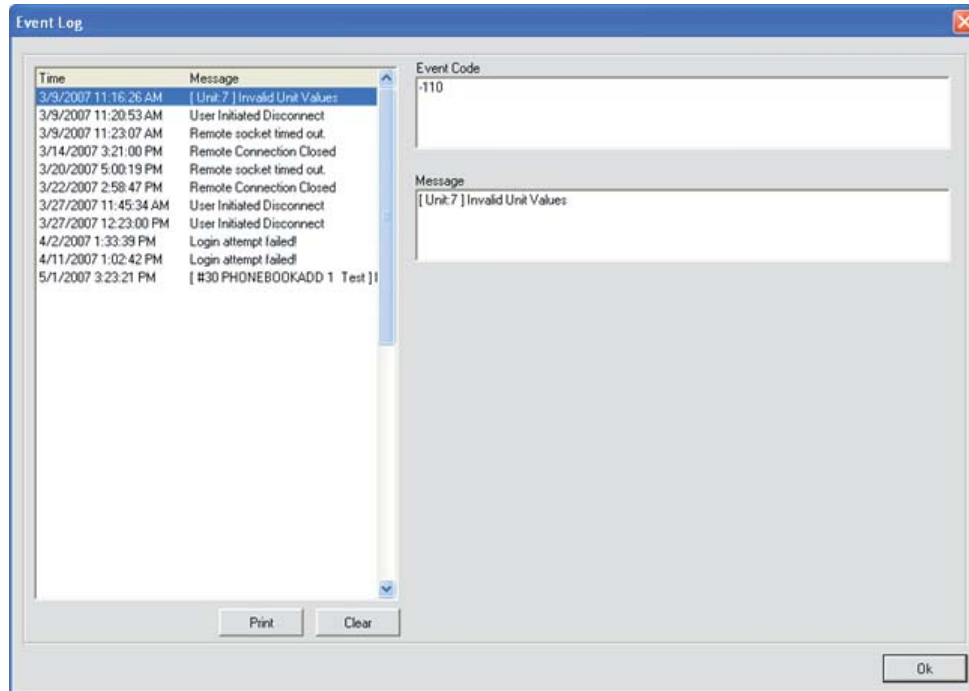 Event Log
Time Message
3/9/2007 11:16:26 AM [ Unit:7 ] Invalid Unit Values
3/9/2007 11:20:53 AM User Initiated Disconnect
3/9/2007 11:23:07 AM Remote socket timed out.
3/14/2007 3:21:00 PM Remote Connection Closed
3/20/2007 5:00:19 PM Remote socket timed out.
3/22/2007 2:58:47 PM Remote Connection Closed
3/27/2007 11:45:34 AM User Initiated Disconnect
3/27/2007 12:23:00 PM User Initiated Disconnect
4/2/2007 1:33:39 PM Login attempt failed!
4/11/2007 1:02:42 PM Login attempt failed!
5/1/2007 3:23:21 PM [ #30 PHONEBOOKADD 1 Test ]
Print Clear
Event Code
-110
Message
[ Unit:7 ] Invalid Unit Values
Ok